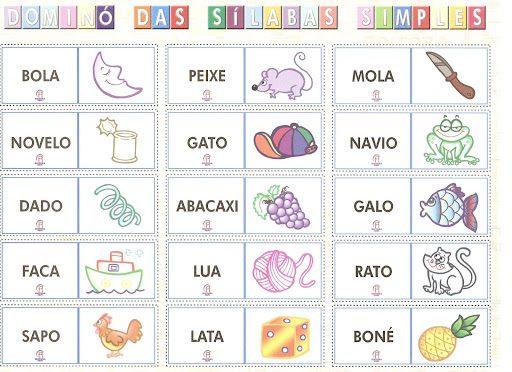 DOMINÓ DAS SÍLABAS SIMPLES
BOLA PEIXE MOLA
NOVELO GATO NAVIO
DADO ABACAXI GALO
FACA LUA RATO
SAPO LATA BONÉ